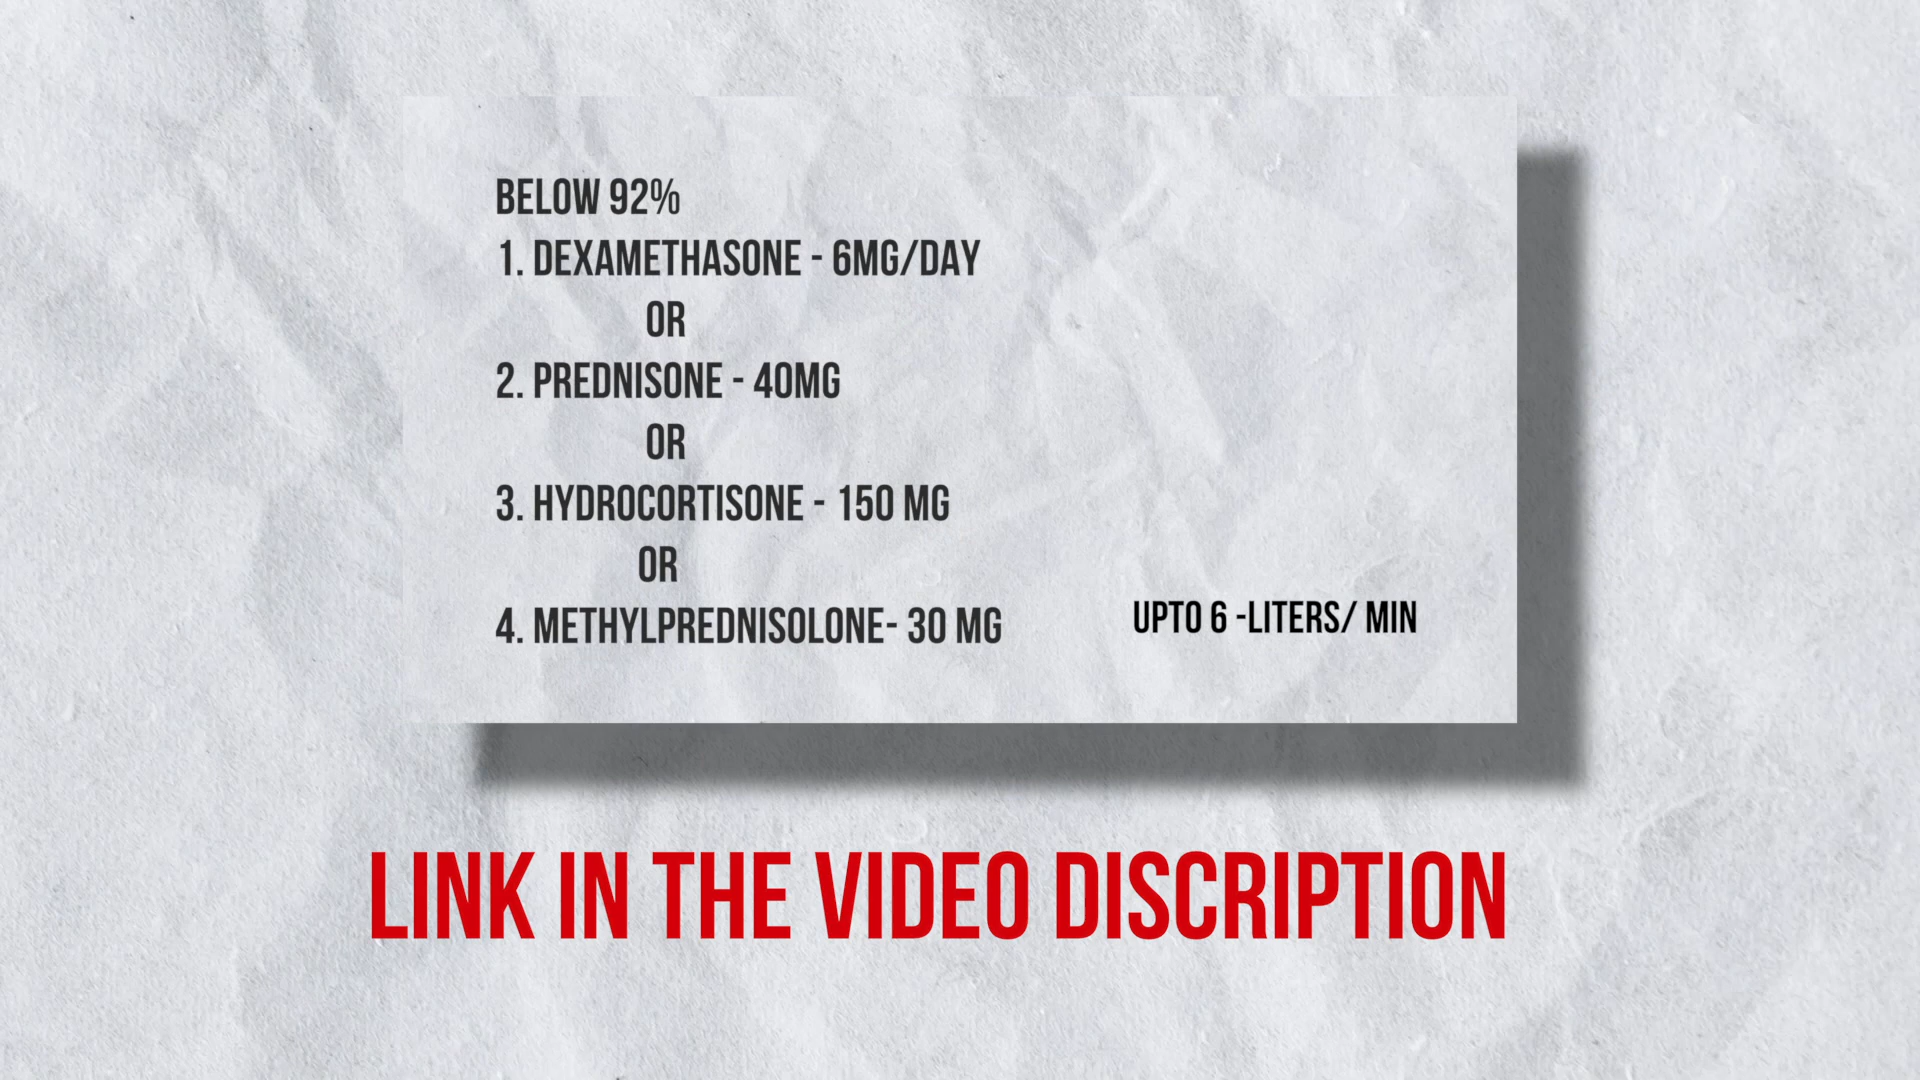 BELOW 92%
1. DEXAMETHASONE - 6MG/DAY
OR
2. PREDNISONE - 40MG
OR
3. HYDROCORTISONE - 150 MG
OR
4. METHYLPREDNISOLONE- 30 MG
UPTO 6 -LITERS/ MIN
LINK IN THE VIDEO DISCRIPTION